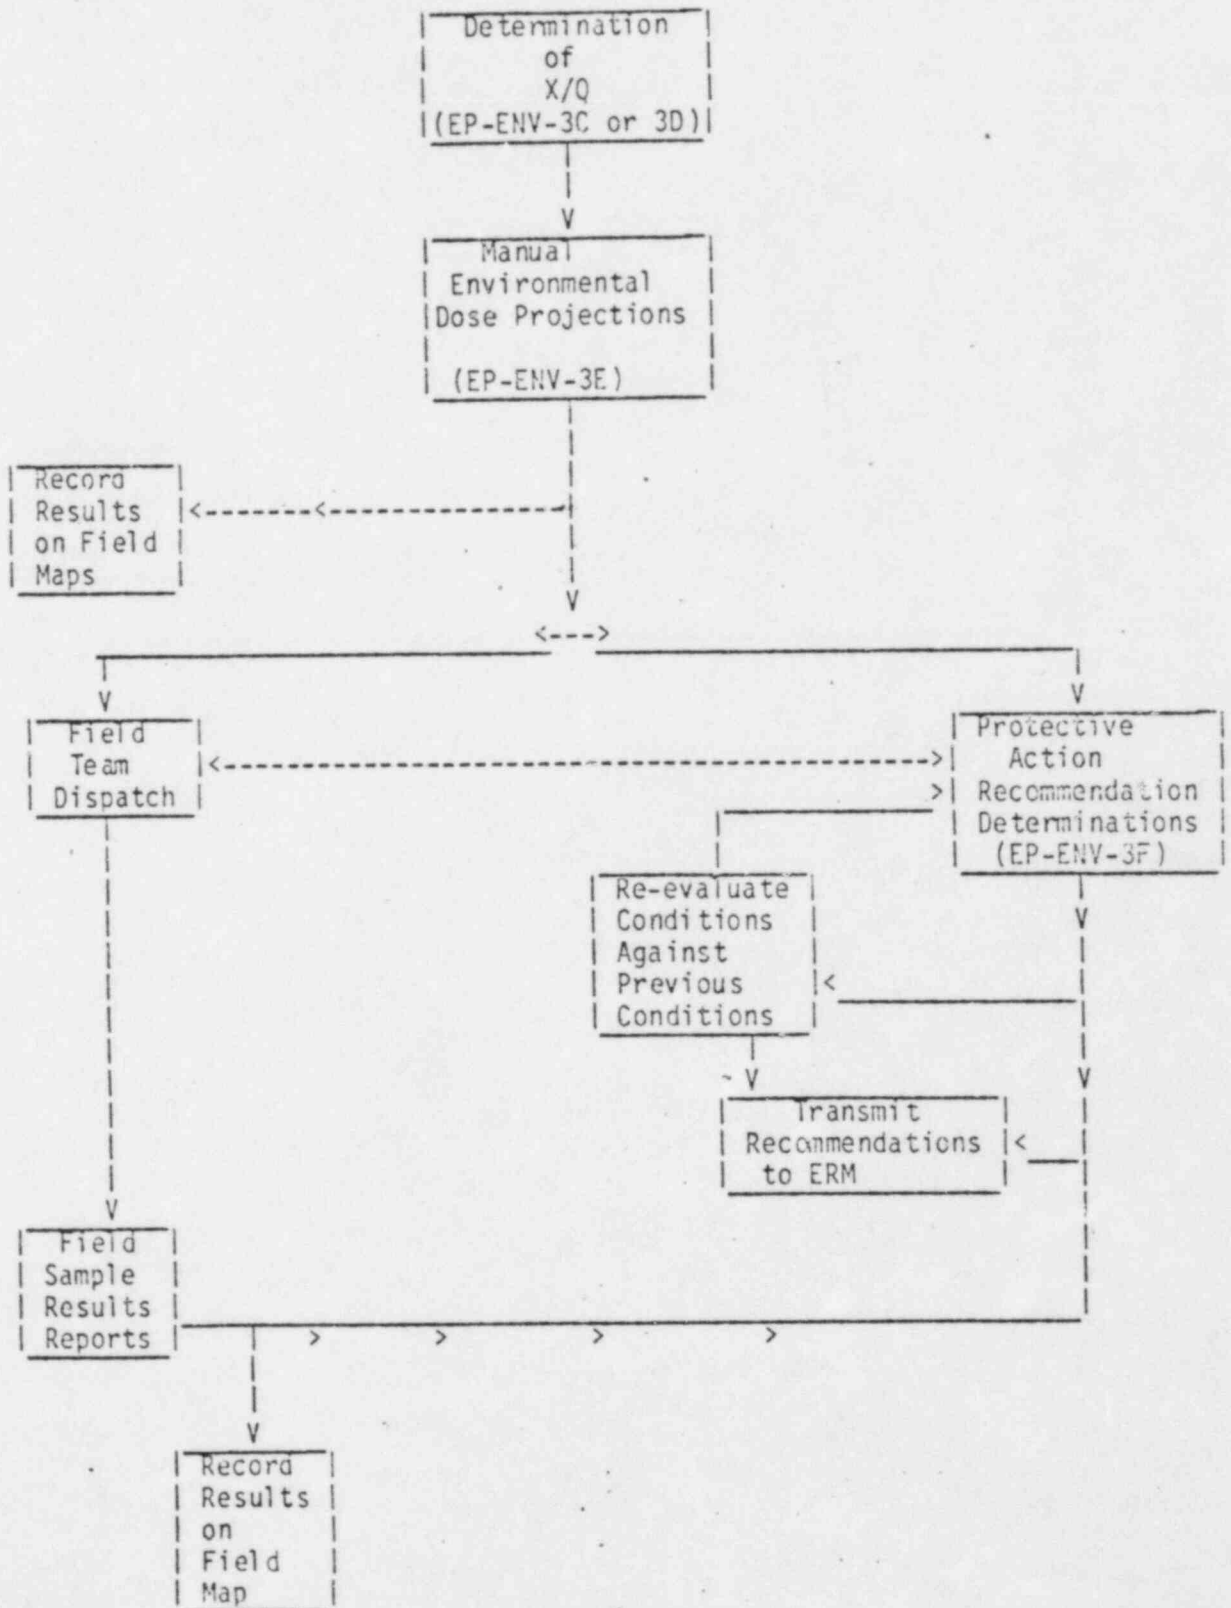 Determination
of
X/Q
(EP-ENV-3C or 3D)
Manual
Environmental
Dose Projections
(EP-ENV-3E)
Record
Results
on Field
Maps
Field
Team
Dispatch
Protective
Action
Recommendation
Determinations
(EP-ENV-3F)
Re-evaluate
Conditions
Against
Previous
Conditions
Transmit
Recommendations
to ERM
Field
Sample
Results
Reports
Record
Results
on
Field
Map